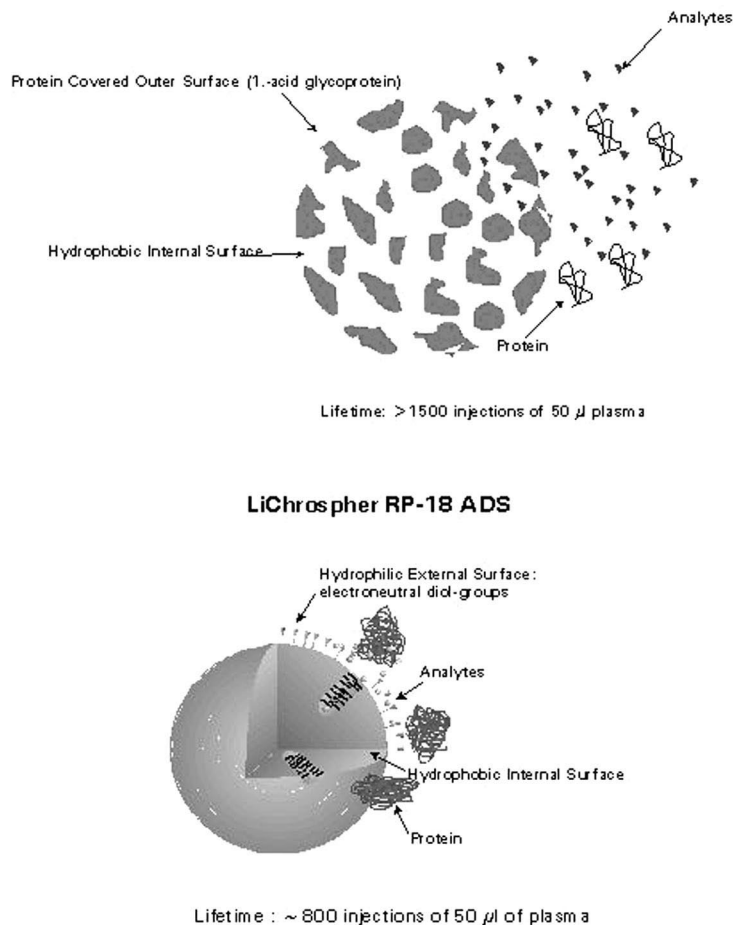 Analytes
Protein Covered Outer Surface (1.-acid glycoprotein)
Hydrophobic Internal Surface
Protein
Lifetime: >1500 injections of 50 µl plasma
LiChrospher RP-18 ADS
Hydrophilic External Surface:
electroneutral diol-groups
Analytes
Hydrophobic Internal Surface
Protein
Lifetime : ~800 injections of 50 µl of plasma